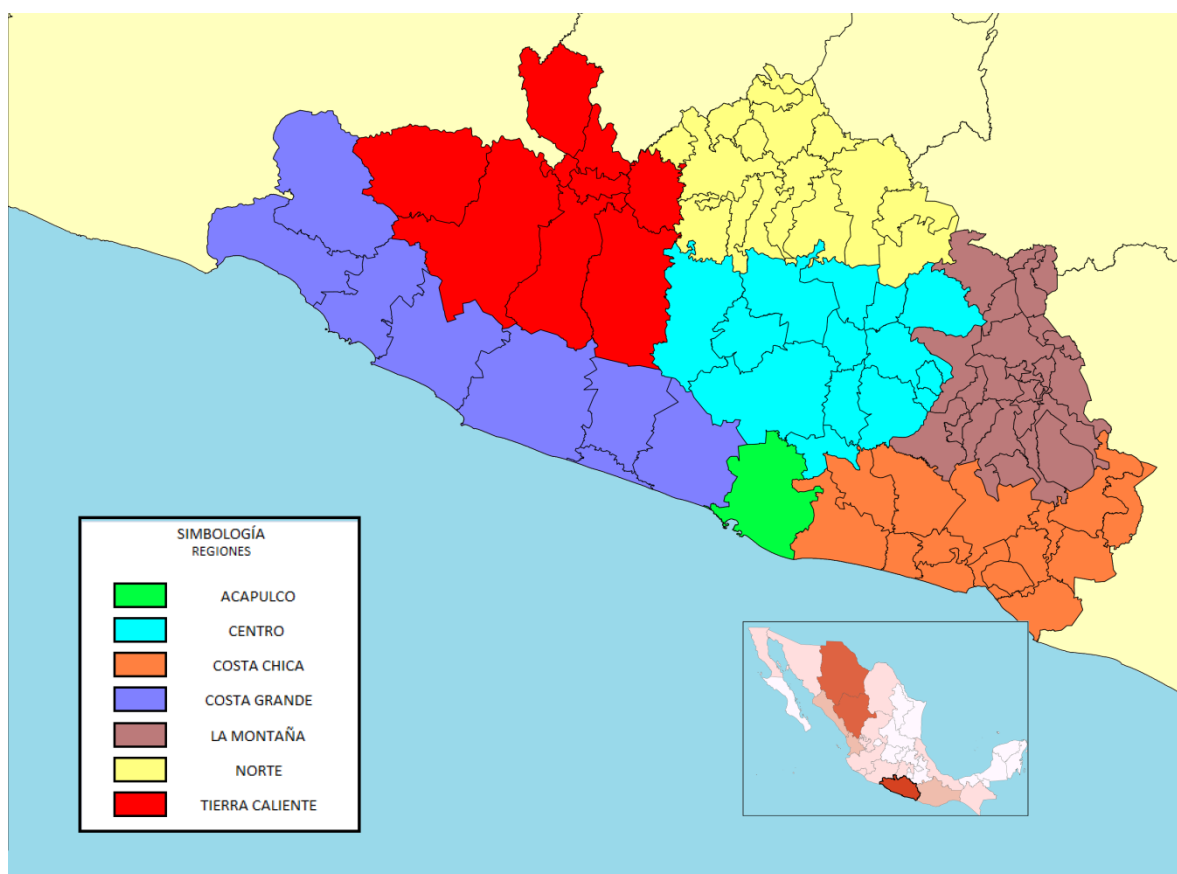 SIMBOLOGÍA
REGIONES
ACAPULCO
CENTRO
COSTA CHICA
COSTA GRANDE
LA MONTAÑA
NORTE
TIERRA CALIENTE